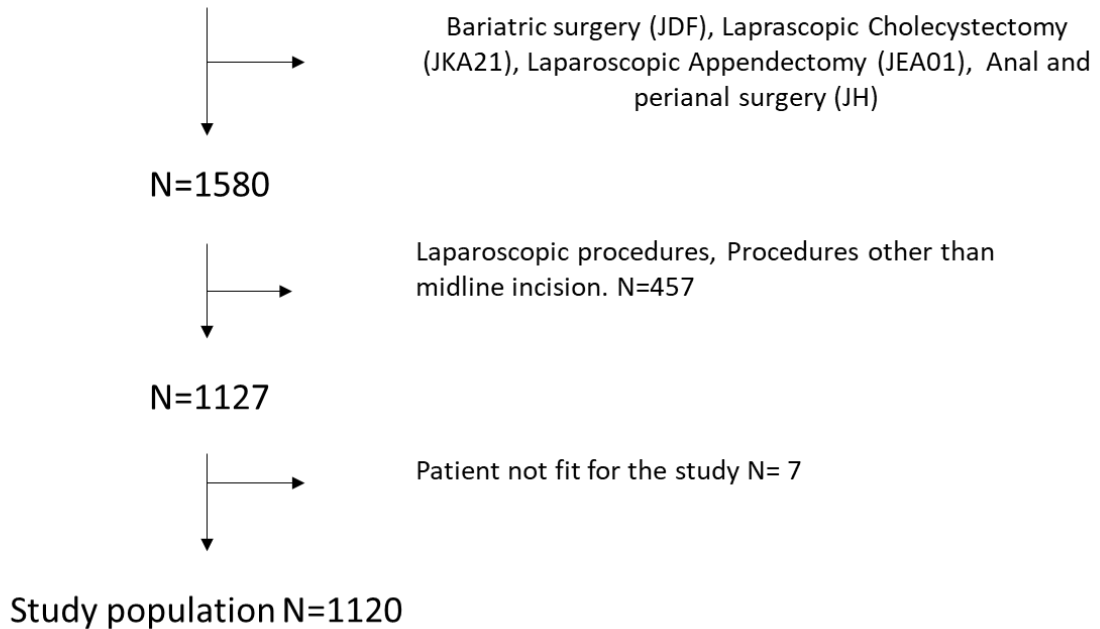 Bariatric surgery (JDF), Laprascopic Cholecystectomy
(JKA21), Laparoscopic Appendectomy (JEA01), Anal and
perianal surgery (JH)
N=1580
Laparoscopic procedures, Procedures other than
midline incision. N=457
N=1127
Patient not fit for the study N= 7
Study population N=1120